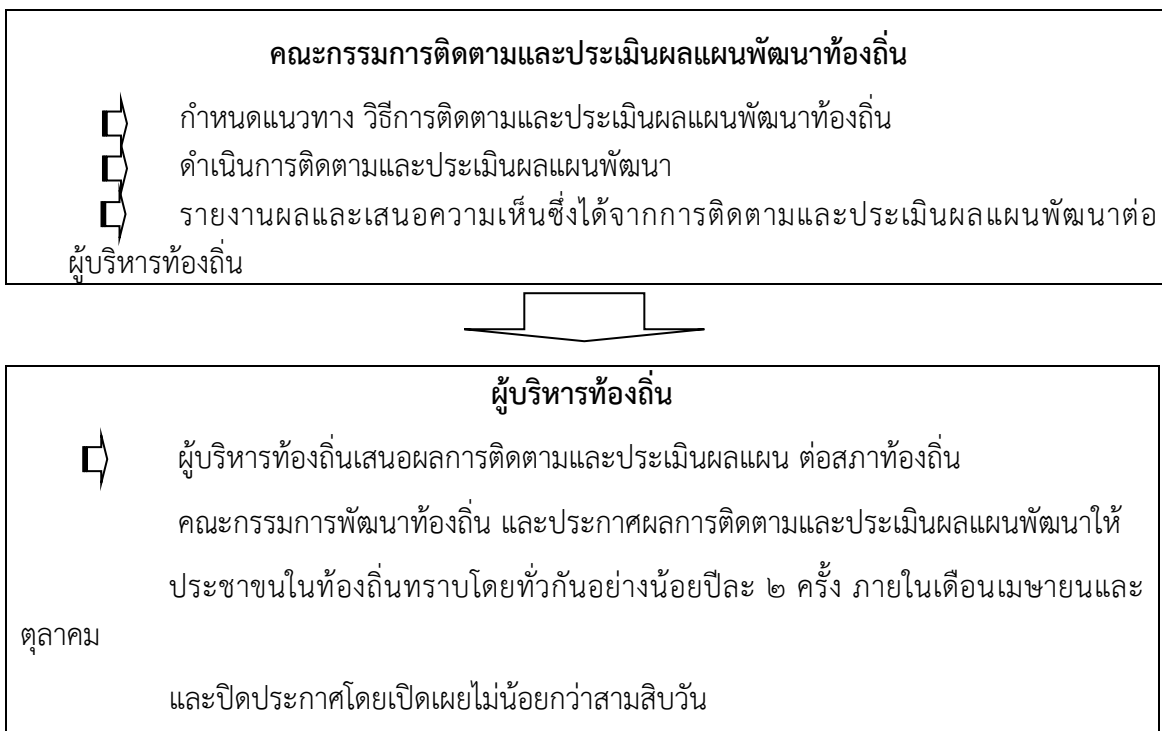 คณะกรรมการติดตามและประเมินผลแผนพัฒนาท้องถิ่น
กำหนดแนวทาง วิธีการติดตามและประเมินผลแผนพัฒนาท้องถิ่น
ดำเนินการติดตามและประเมินผลแผนพัฒนา
รายงานผลและเสนอความเห็นซึ่งได้จากการติดตามและประเมินผลแผนพัฒนาต่อ
ผู้บริหารท้องถิ่น
ผู้บริหารท้องถิ่น
ผู้บริหารท้องถิ่นเสนอผลการติดตามและประเมินผลแผน ต่อสภาท้องถิ่น
คณะกรรมการพัฒนาท้องถิ่น และประกาศผลการติดตามและประเมินผลแผนพัฒนาให้
ประชาขนในท้องถิ่นทราบโดยทั่วกันอย่างน้อยปีละ ๒ ครั้ง ภายในเดือนเมษายนและ
ตุลาคม
และปิดประกาศโดยเปิดเผยไม่น้อยกว่าสามสิบวัน